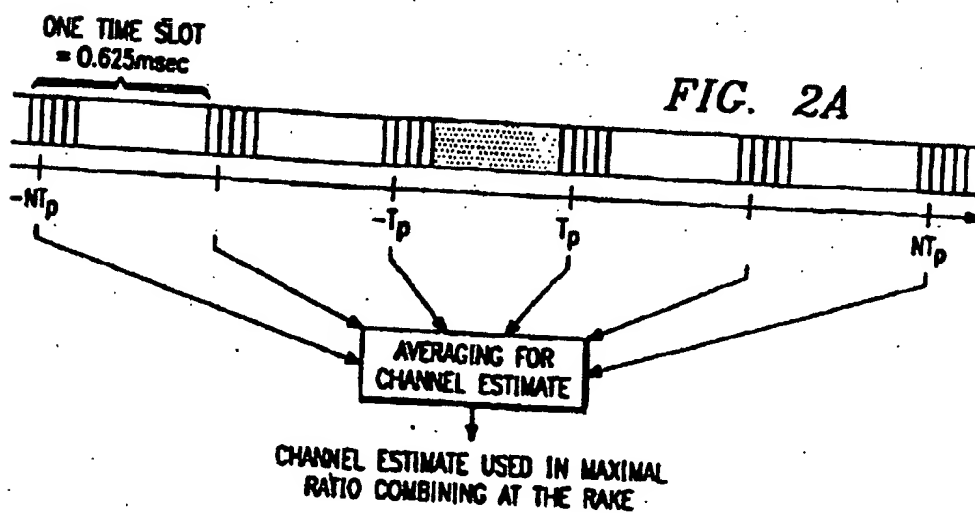 ONE TIME SLOT
= 0.625msec
FIG. 2A
-NTp
-Tp
Tp
NTp
AVERAGING FOR
CHANNEL ESTIMATE
CHANNEL ESTIMATE USED IN MAXIMAL
RATIO COMBINING AT THE RAKE